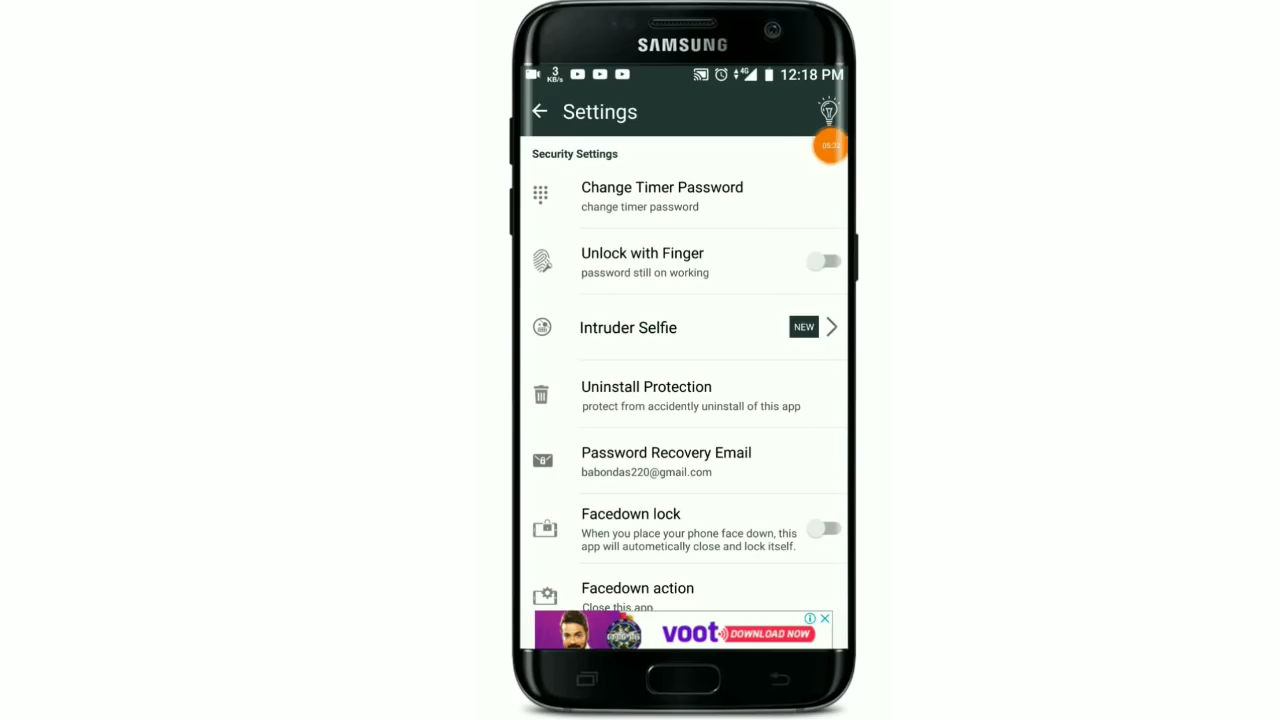 SAMSUNG
3
KB/s
4G
12:18 PM
Settings
Security Settings
Change Timer Password
change timer password
Unlock with Finger
password still on working
Intruder Selfie
NEW
Uninstall Protection
protect from accidently uninstall of this app
Password Recovery Email
babondas220@gmail.com
Facedown lock
When you place your phone face down, this
app will autometically close and lock itself.
Facedown action
Close this app
voot DOWNLOAD NOW